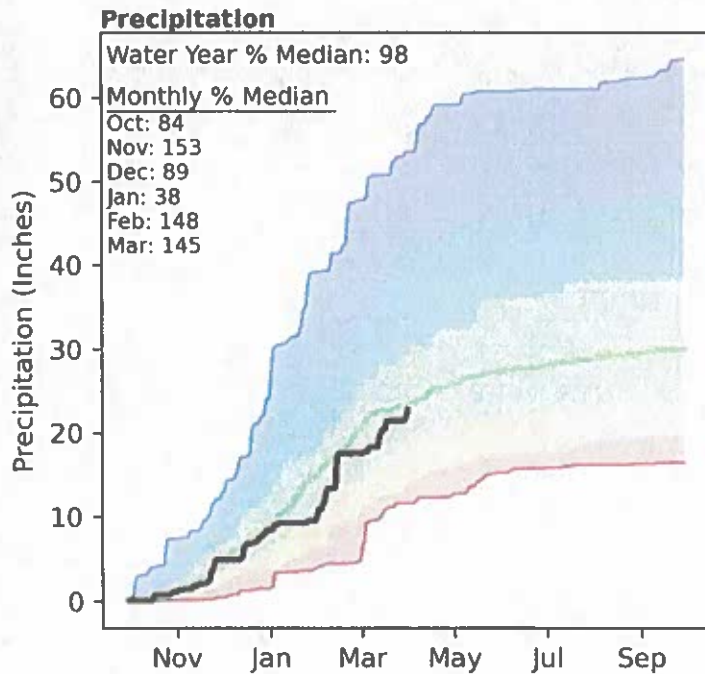 Precipitation
Water Year % Median: 98
Monthly % Median
Oct: 84
Nov: 153
Dec: 89
Jan: 38
Feb: 148
Mar: 145
Precipitation (Inches)
60
50
40
30
20
10
0
Nov Jan Mar May Jul Sep